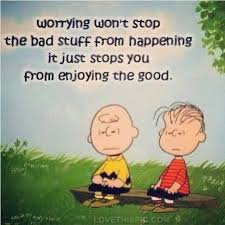 worrying won't stop
the bad stuff from happening
it just stops you
from enjoying the good.
LOVETHISPIC.COM